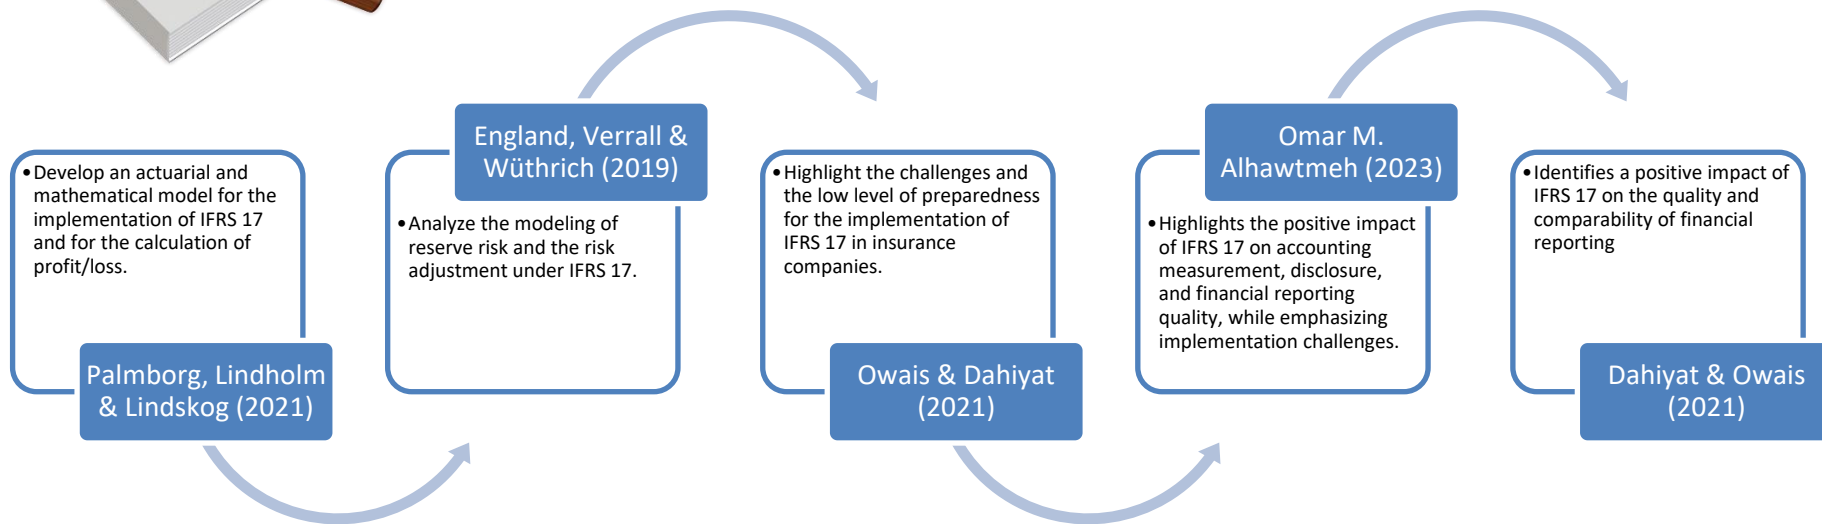 •Develop an actuarial and
mathematical model for the
implementation of IFRS 17
and for the calculation of
profit/loss.
Palmborg, Lindholm
& Lindskog (2021)
England, Verrall &
Wüthrich (2019)
•Analyze the modeling of
reserve risk and the risk
adjustment under IFRS 17.
•Highlight the challenges and
the low level of preparedness
for the implementation of
IFRS 17 in insurance
companies.
Owais & Dahiyat
(2021)
Omar M.
Alhawtmeh (2023)
•Highlights the positive impact
of IFRS 17 on accounting
measurement, disclosure,
and financial reporting
quality, while emphasizing
implementation challenges.
•Identifies a positive impact of
IFRS 17 on the quality and
comparability of financial
reporting
Dahiyat & Owais
(2021)